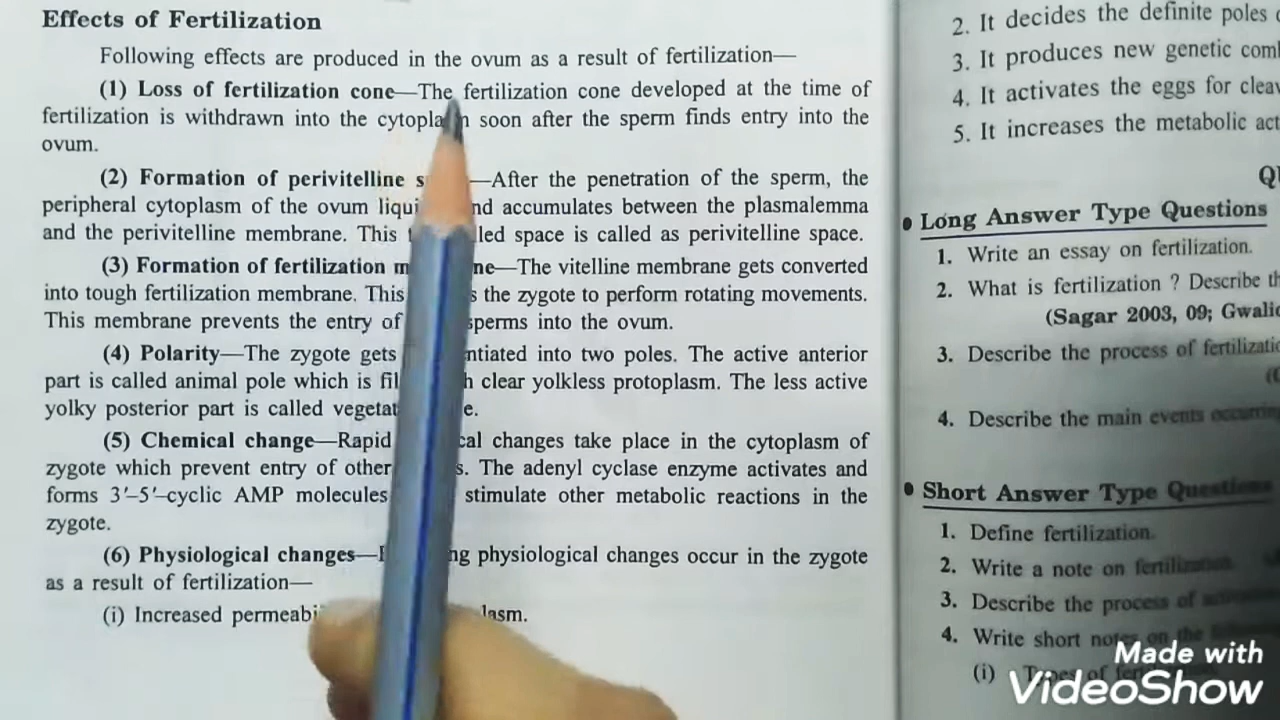 Effects of Fertilization
Following effects are produced in the ovum as a result of fertilization—
(1) Loss of fertilization cone—The fertilization cone developed at the time of
fertilization is withdrawn into the cytoplasm soon after the sperm finds entry into the
ovum.
(2) Formation of perivitelline —After the penetration of the sperm, the
peripheral cytoplasm of the ovum and accumulates between the plasmalemma
and the perivitelline membrane. This space is called as perivitelline space.
(3) Formation of fertilization —The vitelline membrane gets converted
into tough fertilization membrane. This the zygote to perform rotating movements.
This membrane prevents the entry of sperms into the ovum.
(4) Polarity—The zygote gets into two poles. The active anterior
part is called animal pole which is clear yolkless protoplasm. The less active
yolky posterior part is called
(5) Chemical change—Rapid changes take place in the cytoplasm of
zygote which prevent entry of other The adenyl cyclase enzyme activates and
forms 3′–5′–cyclic AMP molecules stimulate other metabolic reactions in the
zygote.
(6) Physiological changes— physiological changes occur in the zygote
as a result of fertilization—
(i) Increased
2. It decides the definite poles
3. It produces new genetic
4. It activates the eggs for
5. It increases the metabolic
• Long Answer Type Questions
1. Write an essay on fertilization.
2. What is fertilization ? Describe
(Sagar 2003, 09;
3. Describe the process of
4. Describe the main events
• Short Answer Type Questions
1. Define fertilization.
2. Write a note on fertilization.
3. Describe the process of
4. Write short notes on the
(i) Types of
Made with
VideoShow